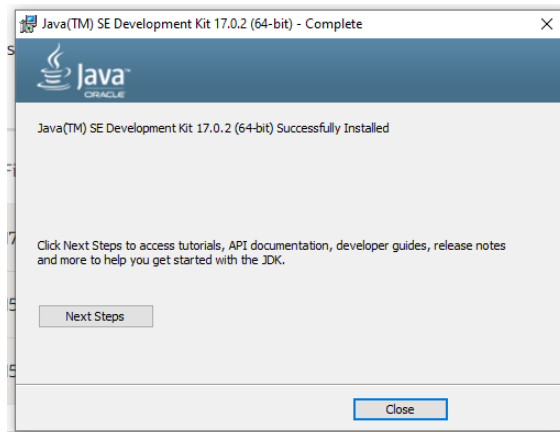 Java(TM) SE Development Kit 17.0.2 (64-bit) - Complete
Java
ORACLE
Java(TM) SE Development Kit 17.0.2 (64-bit) Successfully Installed
Click Next Steps to access tutorials, API documentation, developer guides, release notes
and more to help you get started with the JDK.
Next Steps
Close